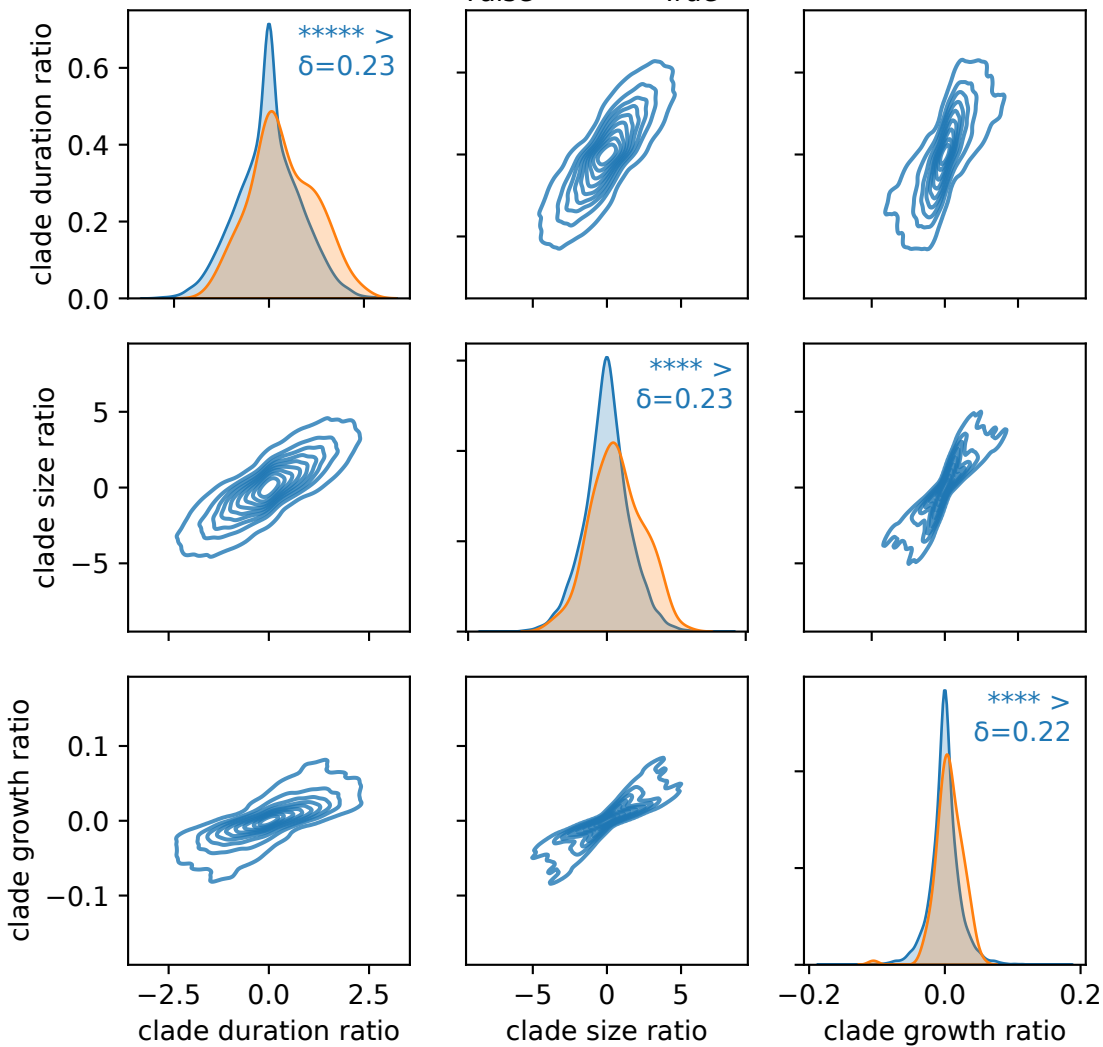 clade duration ratio
0.6
0.4
0.2
0.0
***** >
δ=0.23
clade size ratio
5
0
−5
**** >
δ=0.23
clade growth ratio
0.1
0.0
−0.1
**** >
δ=0.22
−2.5 0.0 2.5
−5 0 5
−0.2 0.0 0.2
clade duration ratio
clade size ratio
clade growth ratio